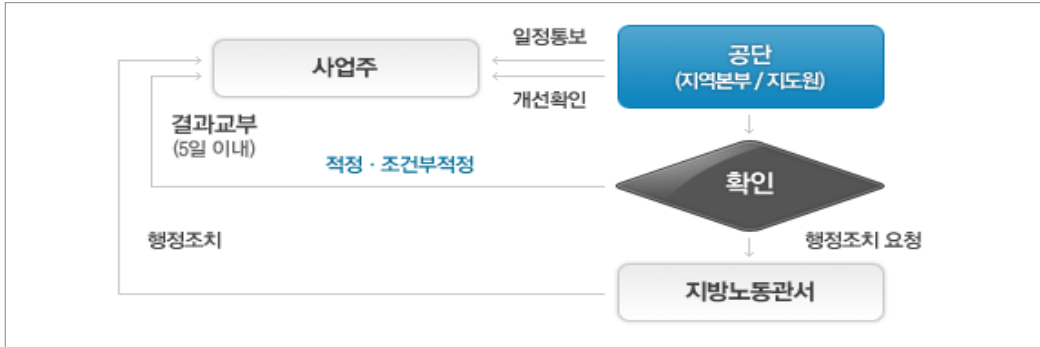 일정통보
사업주
공단
(지역본부 / 지도원)
개선확인
결과교부
(5일 이내)
적정 · 조건부적정
확인
행정조치
행정조치 요청
지방노동관서